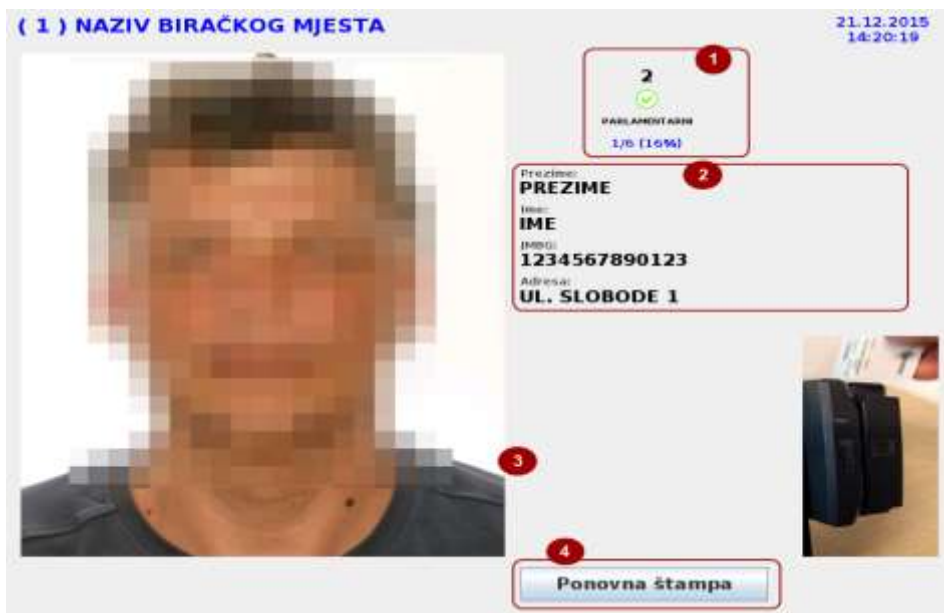 ( 1 ) NAZIV BIRAČKOG MJESTA
21.12.2015
14:20:19
1
2
PARLAMENTARNI
1/6 (16%)
2
Prezime:
PREZIME
Ime:
IME
JMBG:
1234567890123
Adresa:
UL. SLOBODE 1
3
4
Ponovna štampa